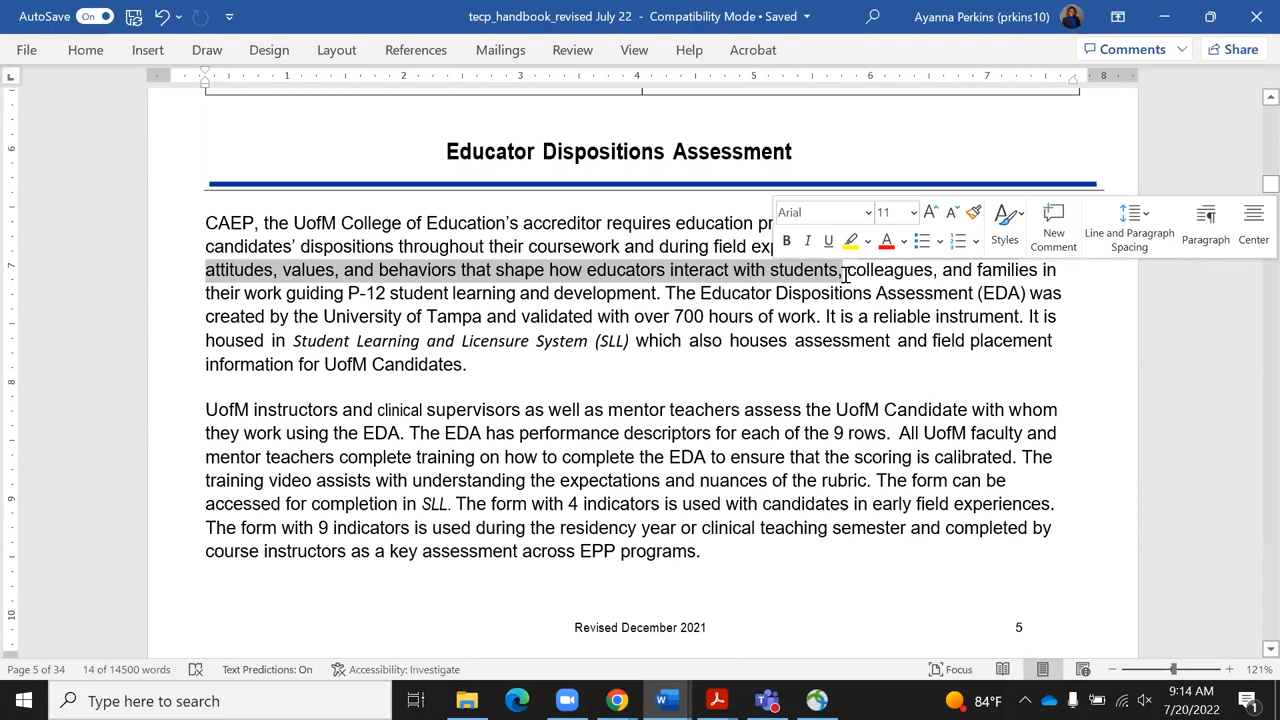 AutoSave On tecp_handbook_revised July 22 - Compatibility Mode • Saved Ayanna Perkins (prkins10)
File Home Insert Draw Design Layout References Mailings Review View Help Acrobat Comments Share
1 2 3 4 5 6 7 8
Educator Dispositions Assessment
CAEP, the UofM College of Education's accreditor requires education pr
candidates' dispositions throughout their coursework and during field exp
attitudes, values, and behaviors that shape how educators interact with students, colleagues, and families in
their work guiding P-12 student learning and development. The Educator Dispositions Assessment (EDA) was
created by the University of Tampa and validated with over 700 hours of work. It is a reliable instrument. It is
housed in Student Learning and Licensure System (SLL) which also houses assessment and field placement
information for UofM Candidates.
Arial 11
B I U A Styles New Comment Line and Paragraph Spacing Paragraph Center
UofM instructors and clinical supervisors as well as mentor teachers assess the UofM Candidate with whom
they work using the EDA. The EDA has performance descriptors for each of the 9 rows. All UofM faculty and
mentor teachers complete training on how to complete the EDA to ensure that the scoring is calibrated. The
training video assists with understanding the expectations and nuances of the rubric. The form can be
accessed for completion in SLL. The form with 4 indicators is used with candidates in early field experiences.
The form with 9 indicators is used during the residency year or clinical teaching semester and completed by
course instructors as a key assessment across EPP programs.
Revised December 2021 5
6
7
8
9
10
Page 5 of 34 14 of 14500 words Text Predictions: On Accessibility: Investigate Focus 121%
Type here to search 84°F 9:14 AM
7/20/2022 1